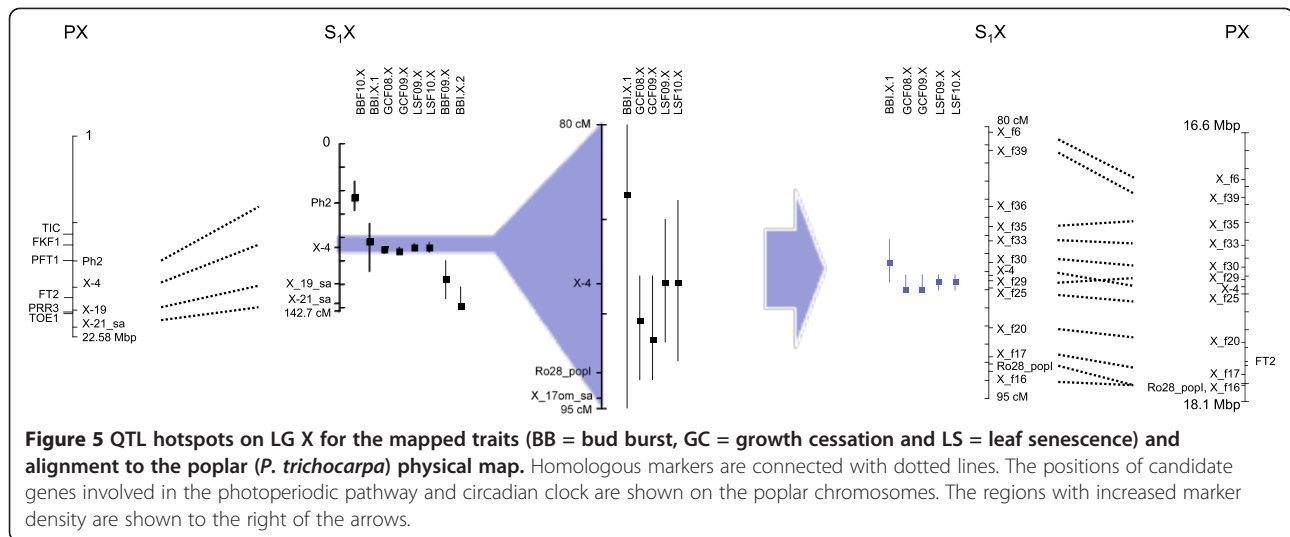 PX
S₁X
S₁X
PX
BBF10.X
BBI.X.1
GCF08.X
GCF09.X
LSF09.X
LSF10.X
BBF09.X
BBI.X.2
BBI.X.1
GCF08.X
GCF09.X
LSF09.X
LSF10.X
BBI.X.1
GCF08.X
GCF09.X
LSF09.X
LSF10.X
1
TIC
FKF1
PFT1
Ph2
X-4
FT2
PRR3
X-19
TOE1
X-21_sa
22.58 Mbp
0
Ph2
X-4
X_19_sa
X-21_sa
142.7 cM
80 cM
X-4
Ro28_popl
X_17om_sa
95 cM
80 cM
X_f6
X_f39
X_f36
X_f35
X_f33
X_f30
X-4
X_f29
X_f25
X_f20
X_f17
Ro28_popl
X_f16
95 cM
16.6 Mbp
X_f6
X_f39
X_f35
X_f33
X_f30
X_f29
X-4
X_f25
X_f20
FT2
X_f17
Ro28_popl, X_f16
18.1 Mbp
Figure 5 QTL hotspots on LG X for the mapped traits (BB = bud burst, GC = growth cessation and LS = leaf senescence) and
alignment to the poplar (P. trichocarpa) physical map. Homologous markers are connected with dotted lines. The positions of candidate
genes involved in the photoperiodic pathway and circadian clock are shown on the poplar chromosomes. The regions with increased marker
density are shown to the right of the arrows.